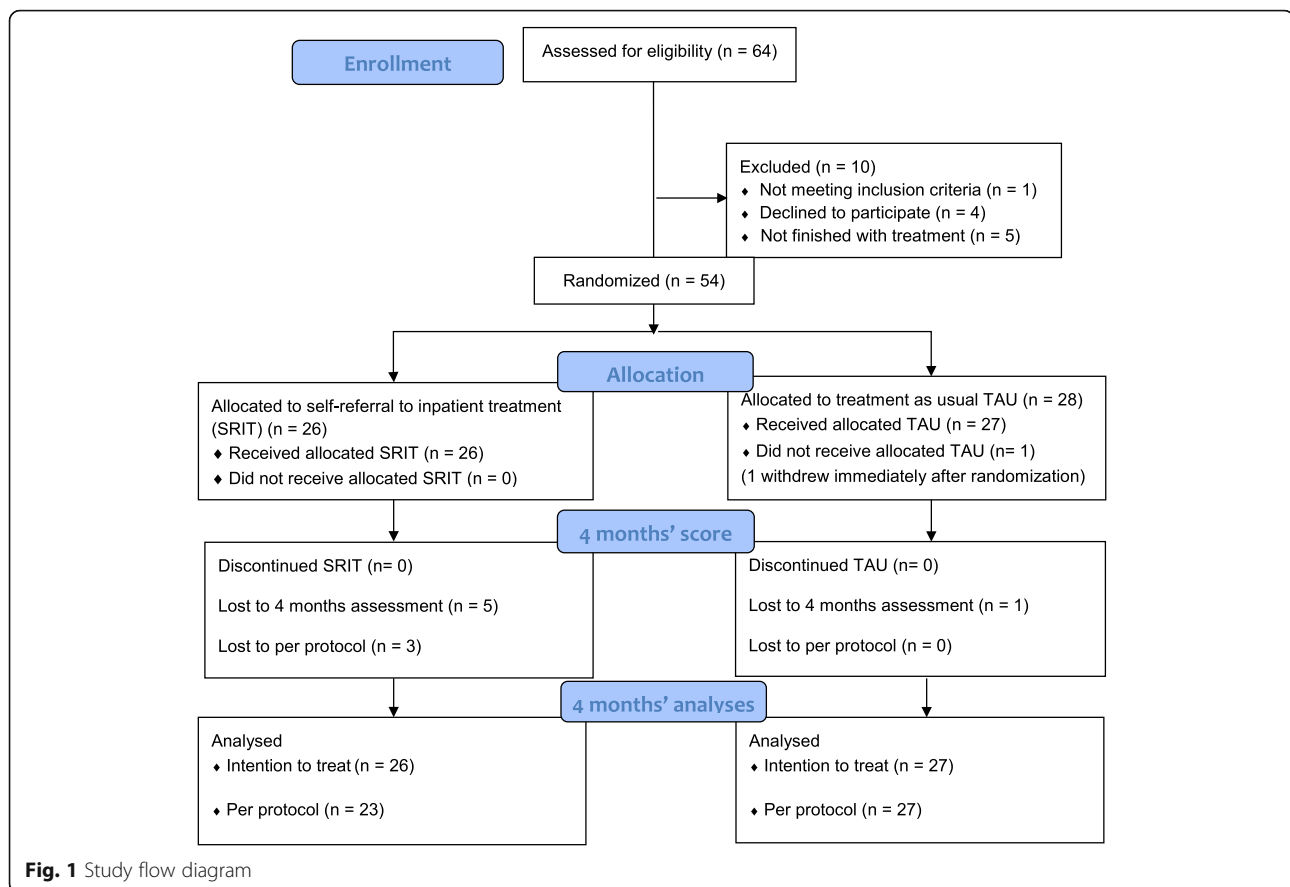 Enrollment
Assessed for eligibility (n = 64)
Excluded (n = 10)
♦ Not meeting inclusion criteria (n = 1)
♦ Declined to participate (n = 4)
♦ Not finished with treatment (n = 5)
Randomized (n = 54)
Allocation
Allocated to self-referral to inpatient treatment
(SRIT) (n = 26)
♦ Received allocated SRIT (n = 26)
♦ Did not receive allocated SRIT (n = 0)
Allocated to treatment as usual TAU (n = 28)
♦ Received allocated TAU (n = 27)
♦ Did not receive allocated TAU (n= 1)
(1 withdrew immediately after randomization)
4 months’ score
Discontinued SRIT (n= 0)
Lost to 4 months assessment (n = 5)
Lost to per protocol (n = 3)
Discontinued TAU (n= 0)
Lost to 4 months assessment (n = 1)
Lost to per protocol (n = 0)
4 months’ analyses
Analysed
♦ Intention to treat (n = 26)
♦ Per protocol (n = 23)
Analysed
♦ Intention to treat (n = 27)
♦ Per protocol (n = 27)
Fig. 1 Study flow diagram